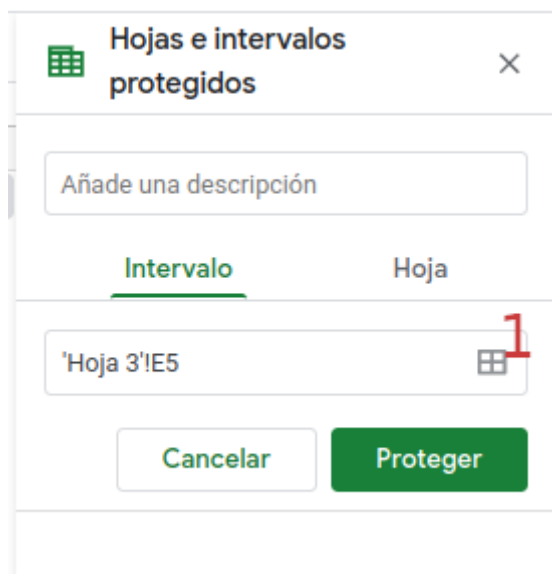 Hojas e intervalos
protegidos
Añade una descripción
Intervalo Hoja
1
'Hoja 3'!E5
Cancelar Proteger